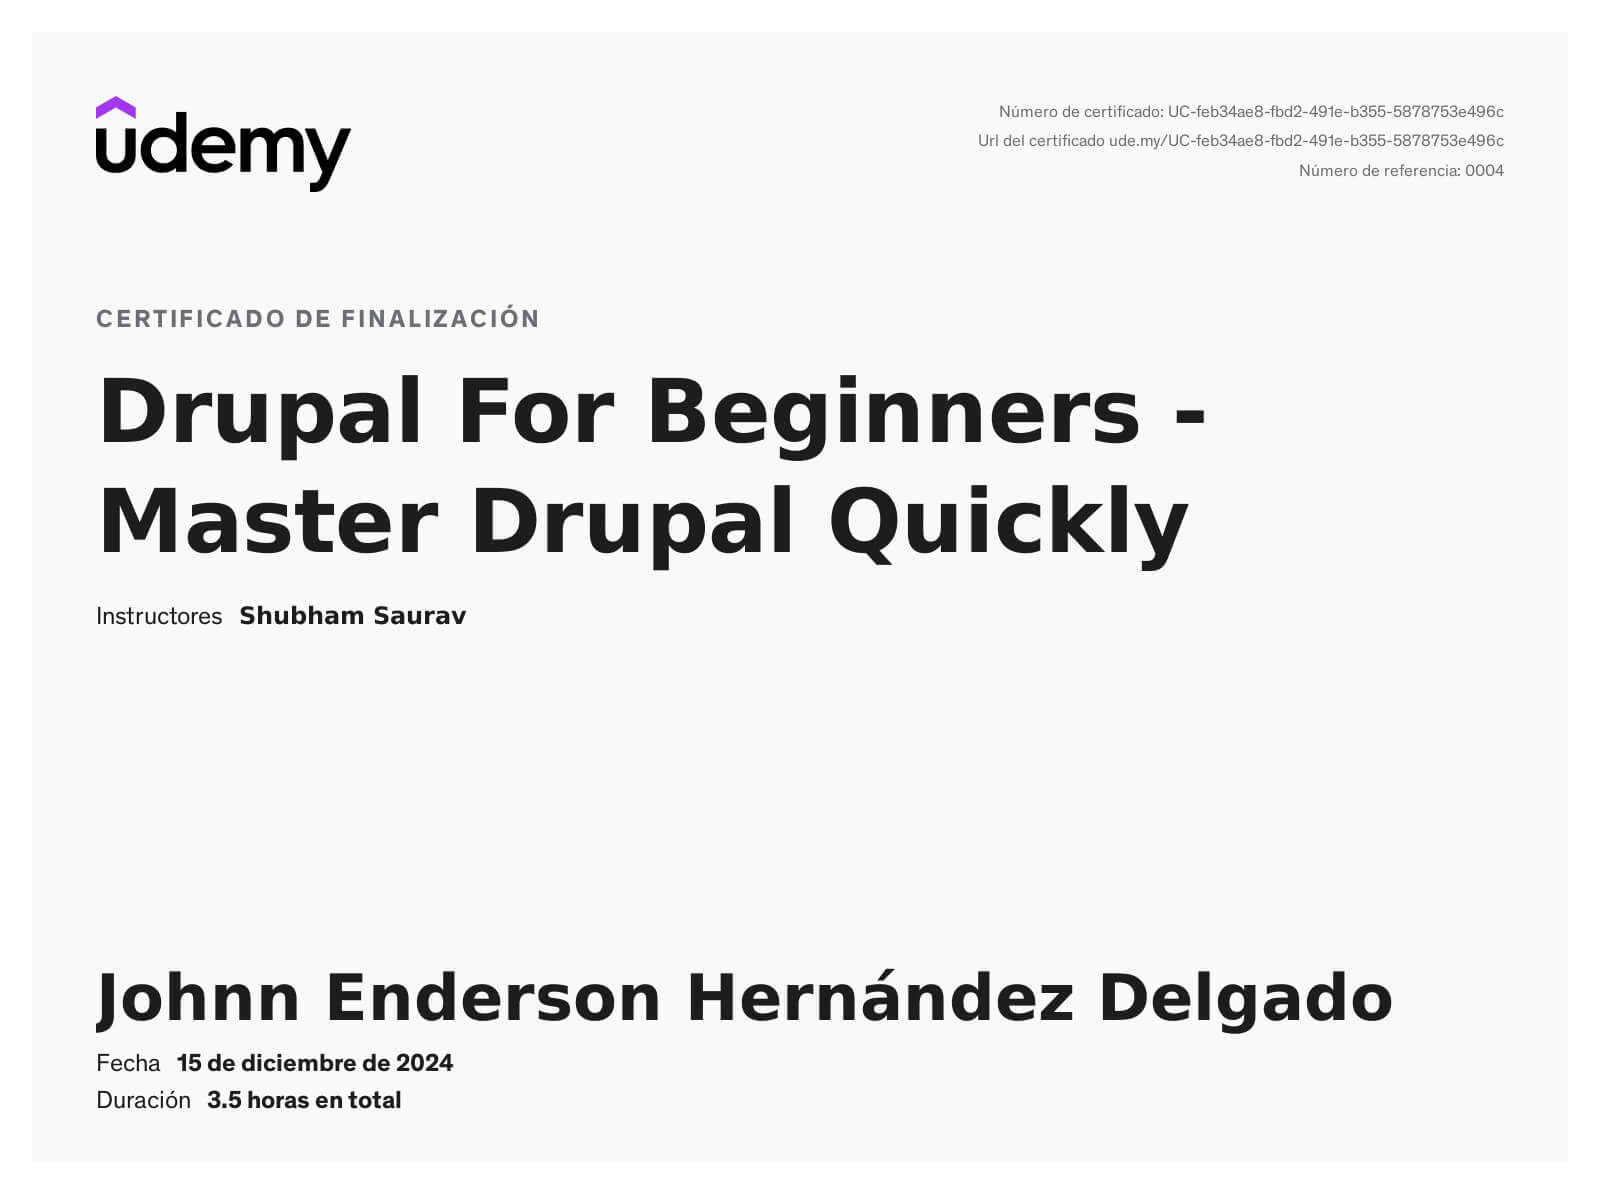 udemy
Número de certificado: UC-feb34ae8-fbd2-491e-b355-5878753e496c
Url del certificado ude.my/UC-feb34ae8-fbd2-491e-b355-5878753e496c
Número de referencia: 0004
CERTIFICADO DE FINALIZACIÓN
Drupal For Beginners -
Master Drupal Quickly
Instructores Shubham Saurav
Johnn Enderson Hernández Delgado
Fecha 15 de diciembre de 2024
Duración 3.5 horas en total